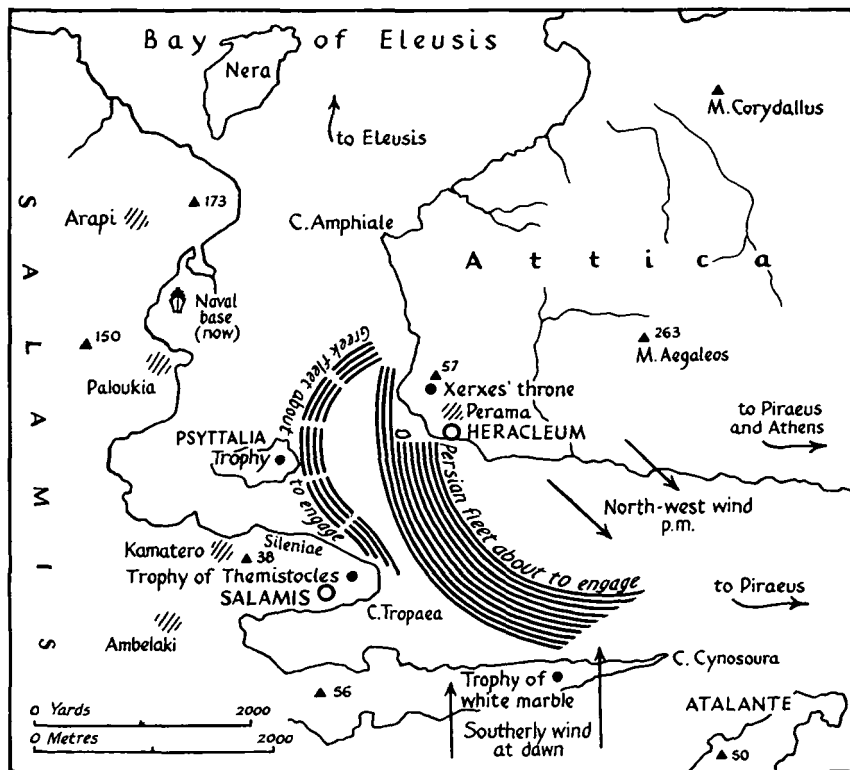 Bay of Eleusis
Nera
to Eleusis
M. Corydallus
173
Arapi
C. Amphiale
Attica
SALAMIS
Naval
base
(now)
150
Paloukia
Greek fleet about
to engage
57
Xerxes' throne
Perama
HERACLEUM
263
M. Aegaleos
to Piraeus
and Athens
PSYTTALIA
Trophy
Persian fleet about to engage
North-west wind
p.m.
Kamatero
38
Sileniae
Trophy of Themistocles
SALAMIS
C. Tropaea
to Piraeus
Ambelaki
C. Cynosoura
56
Trophy of
white marble
Southerly wind
at dawn
ATALANTE
50
0 Yards 2000
0 Metres 2000